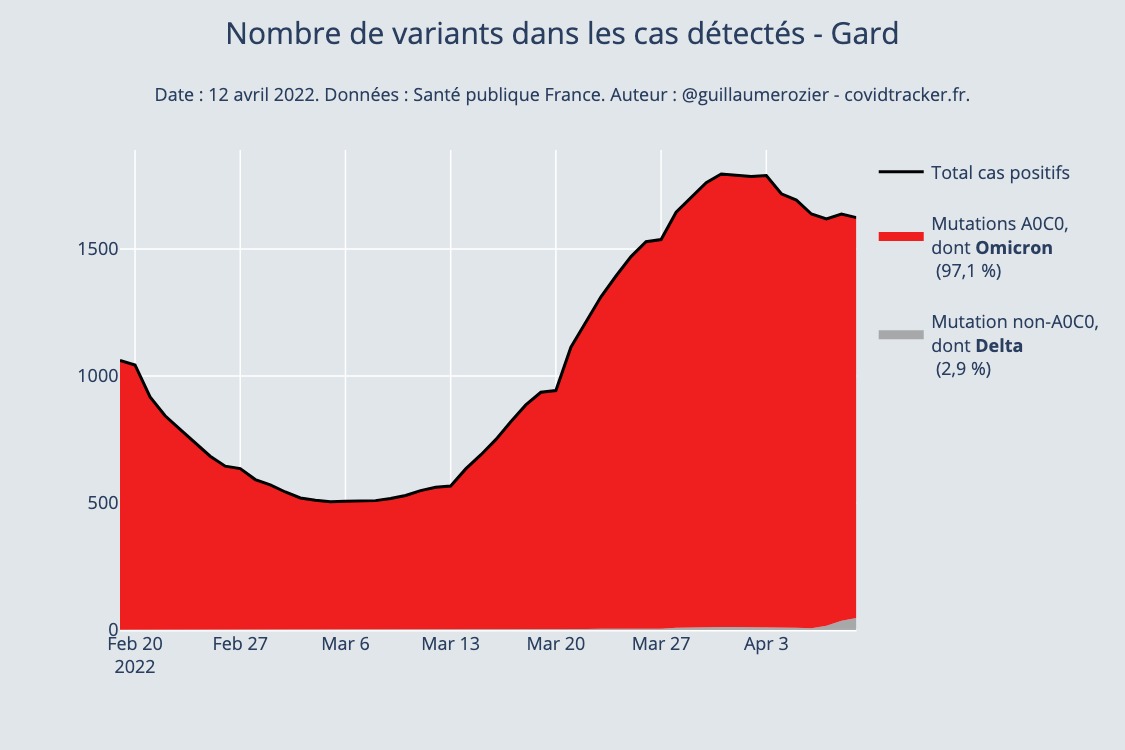 Nombre de variants dans les cas détectés - Gard
Date : 12 avril 2022. Données : Santé publique France. Auteur : @guillaumerozier - covidtracker.fr.
Total cas positifs
Mutations A0C0,
dont Omicron
(97,1 %)
Mutation non-A0C0,
dont Delta
(2,9 %)
1500
1000
500
0
Feb 20 Feb 27 Mar 6 Mar 13 Mar 20 Mar 27 Apr 3
2022